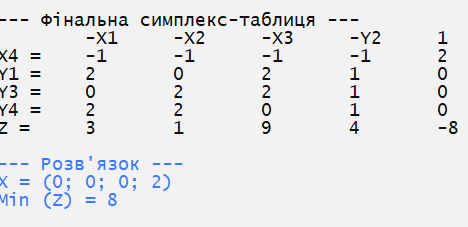 --- Фінальна симплекс-таблиця ---
-X1 -X2 -X3 -Y2 1
X4 = -1 -1 -1 -1 2
Y1 = 2 0 2 1 0
Y3 = 0 2 2 1 0
Y4 = 2 2 0 1 0
Z = 3 1 9 4 -8
--- Розв'язок ---
X = (0; 0; 0; 2)
Min (Z) = 8